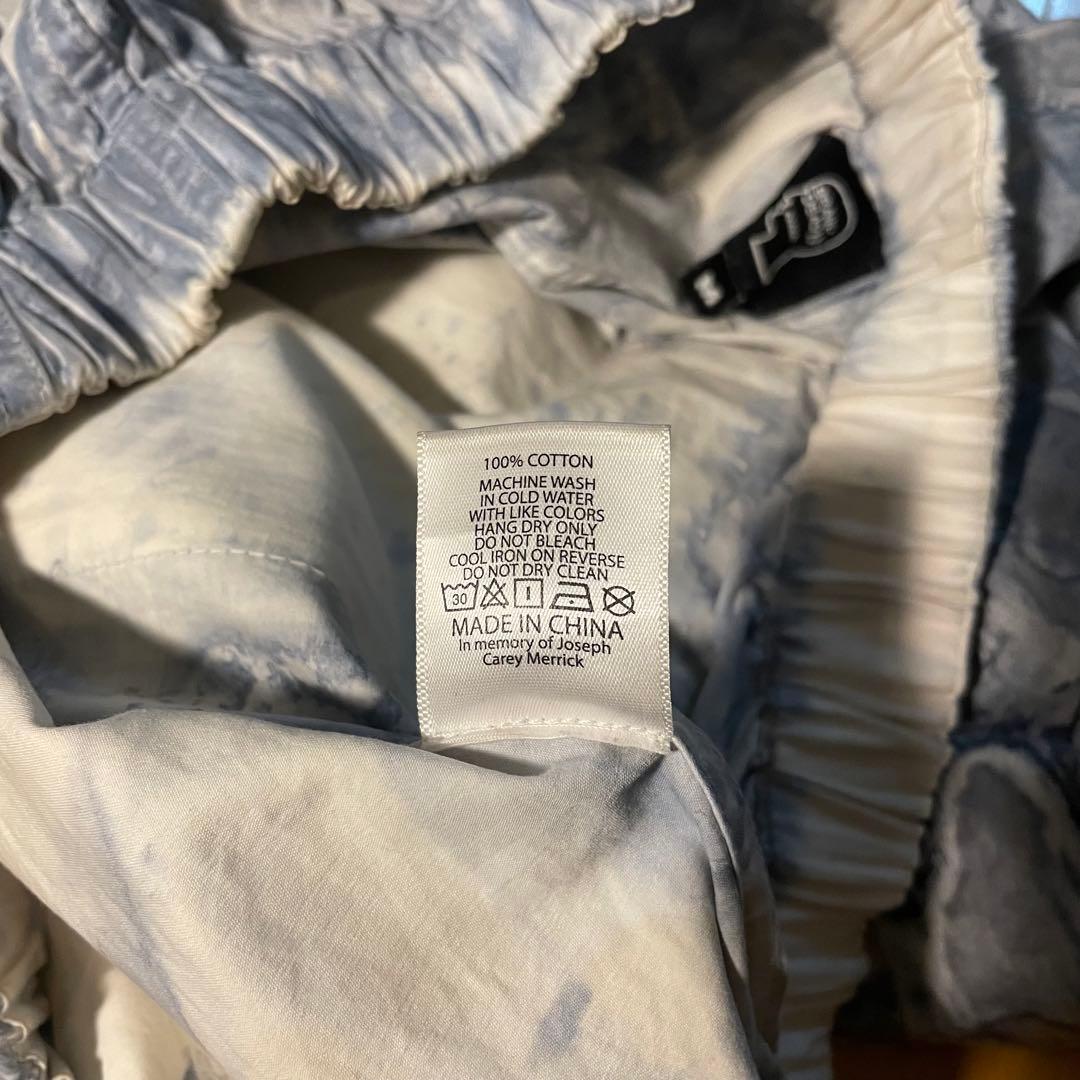 100% COTTON
MACHINE WASH
IN COLD WATER
WITH LIKE COLORS
HANG DRY ONLY
DO NOT BLEACH
COOL IRON ON REVERSE
DO NOT DRY CLEAN
30
MADE IN CHINA
In memory of Joseph
Carey Merrick